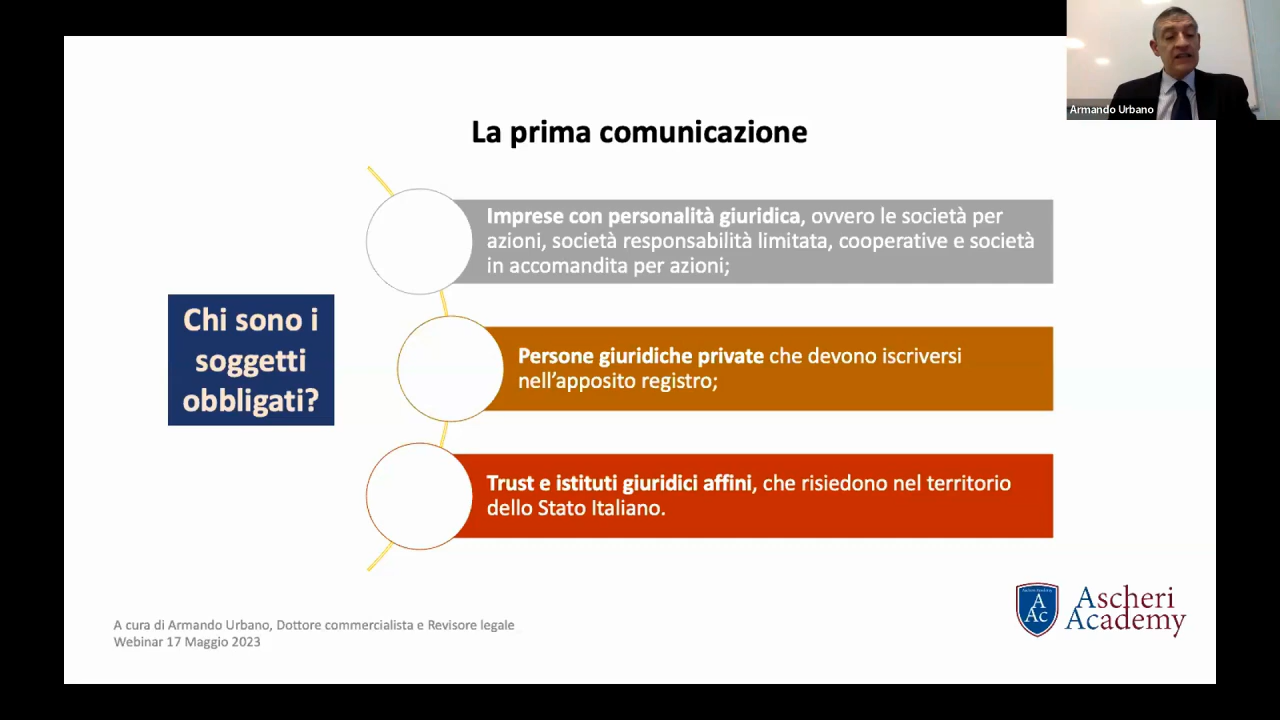 Armando Urbano
La prima comunicazione
Chi sono i
soggetti
obbligati?
Imprese con personalità giuridica, ovvero le società per
azioni, società responsabilità limitata, cooperative e società
in accomandita per azioni;
Persone giuridiche private che devono iscriversi
nell’apposito registro;
Trust e istituti giuridici affini, che risiedono nel territorio
dello Stato Italiano.
A cura di Armando Urbano, Dottore commercialista e Revisore legale
Webinar 17 Maggio 2023
A
Ac
Ascheri
Academy